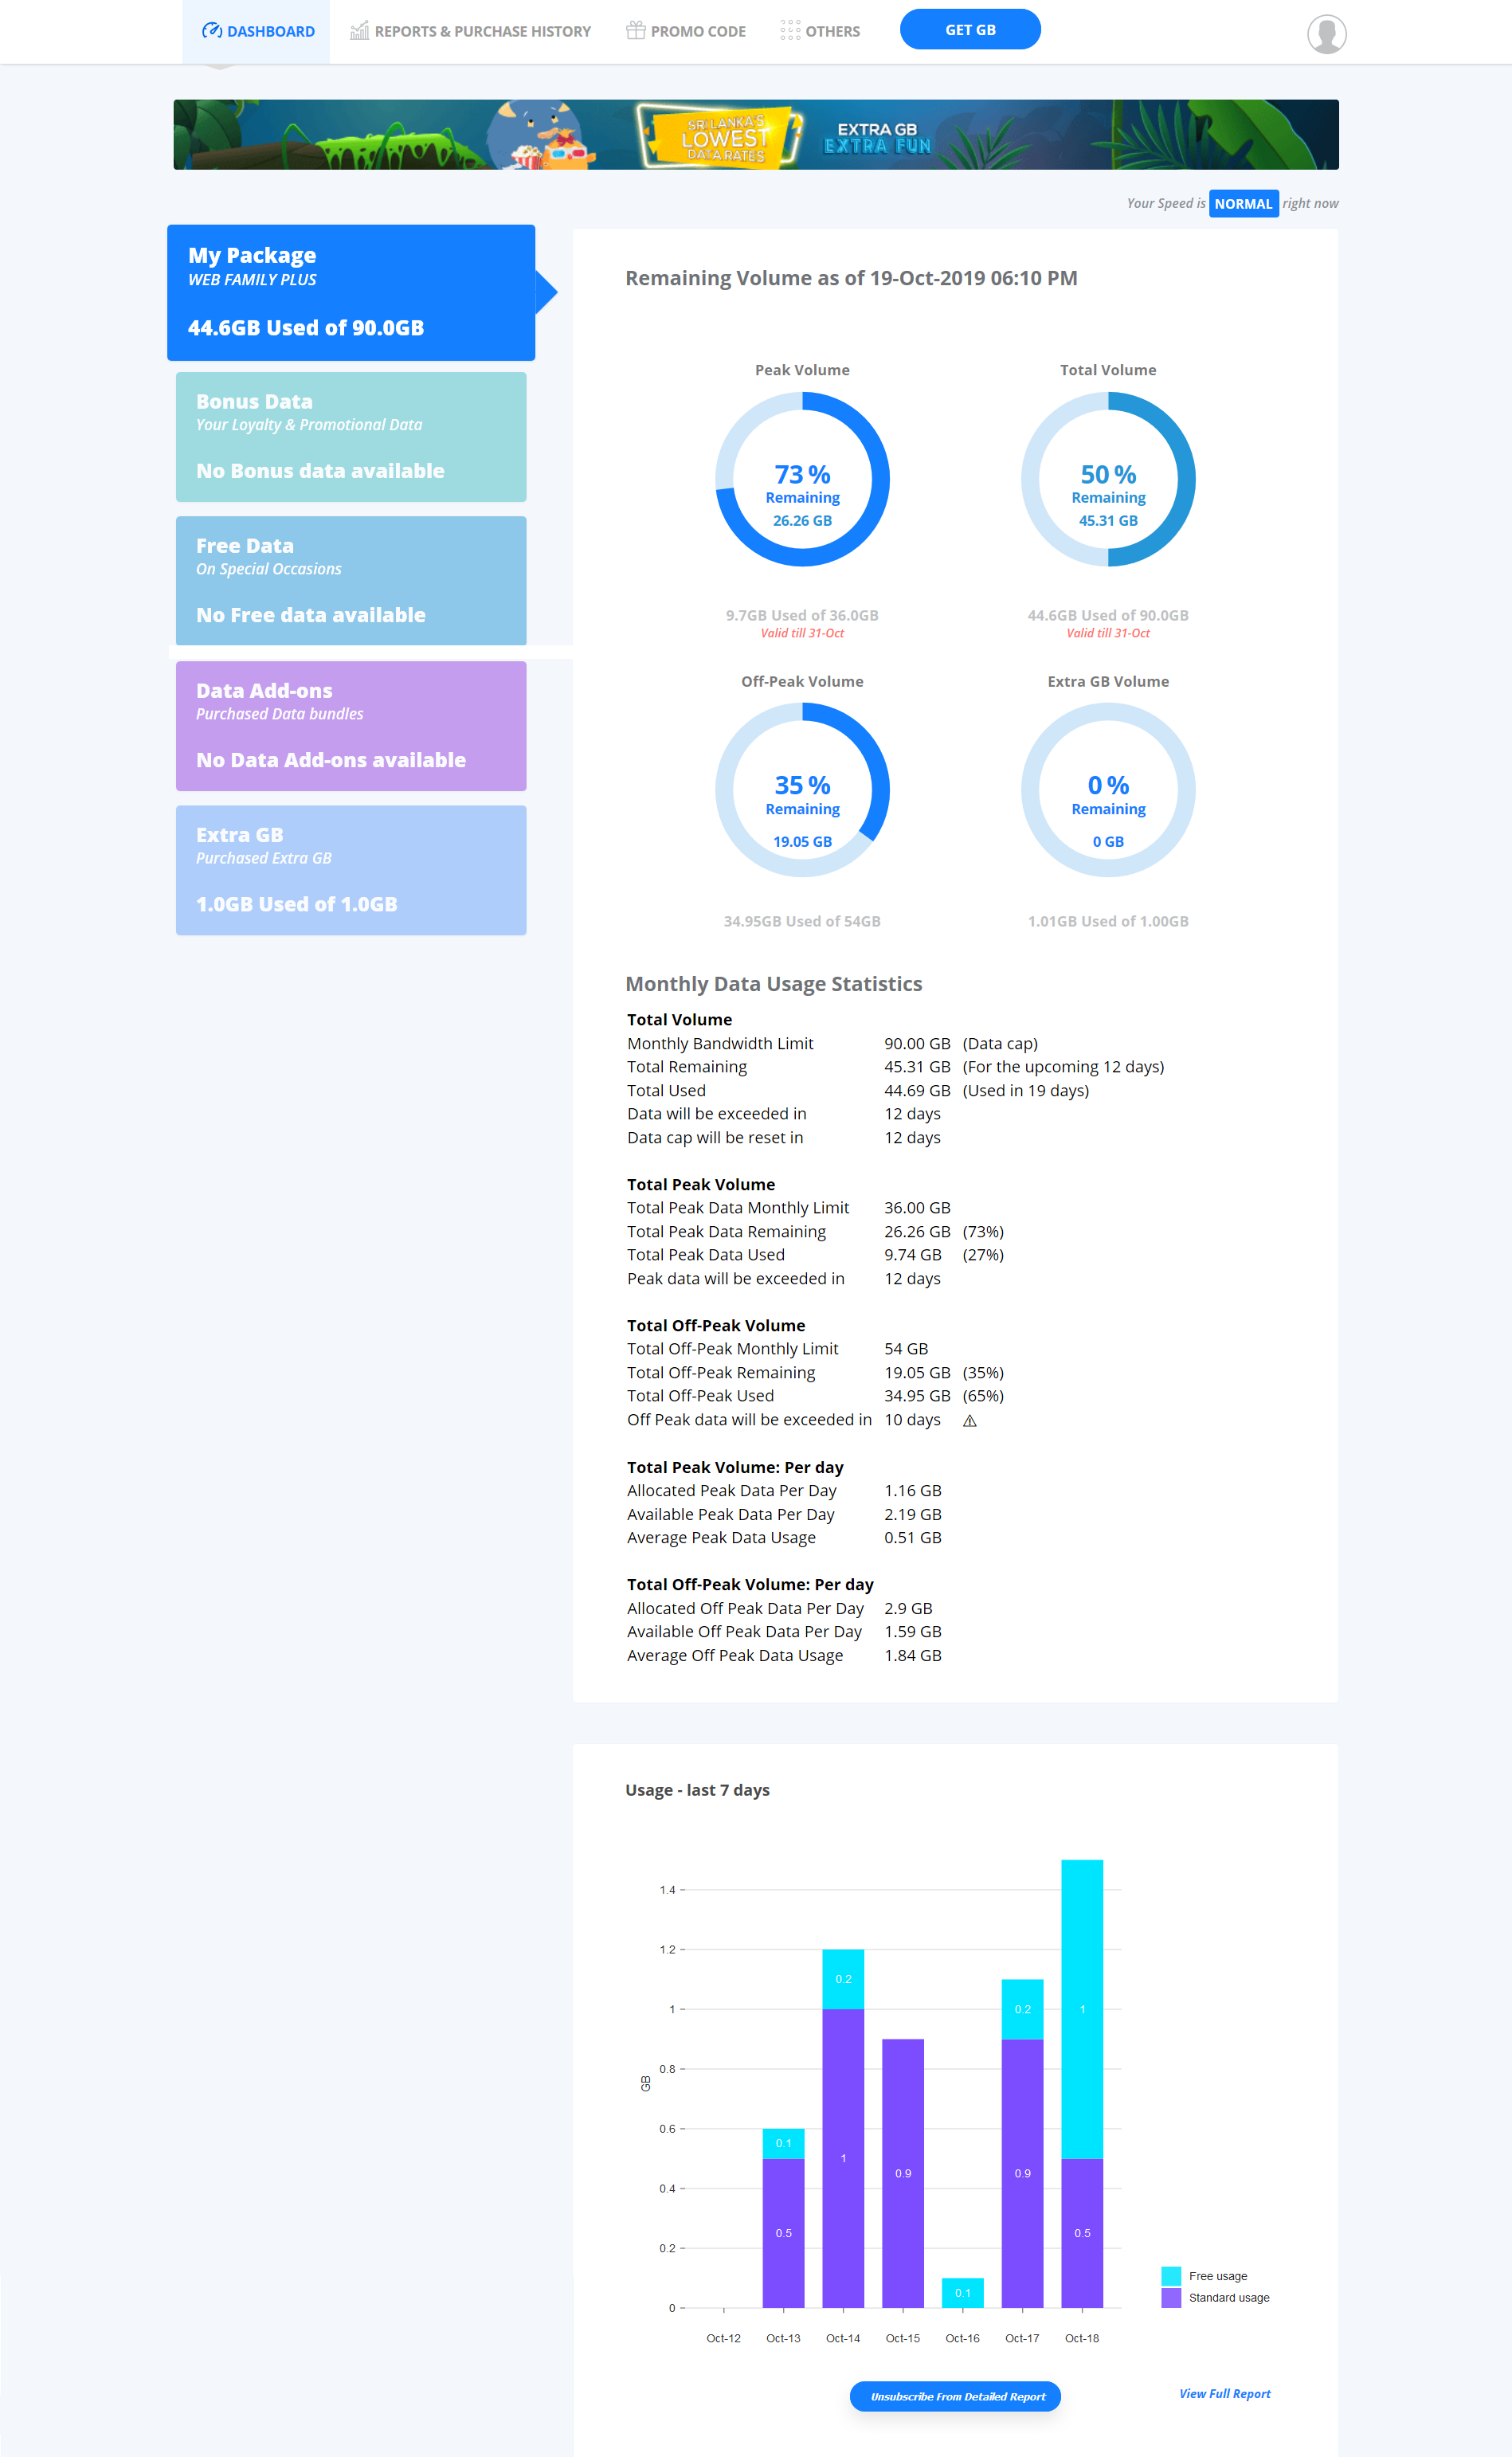 DASHBOARD REPORTS & PURCHASE HISTORY PROMO CODE OTHERS GET GB
SRI LANKA'S
LOWEST
DATA RATES
EXTRA GB
EXTRA FUN
Your Speed is NORMAL right now
My Package
WEB FAMILY PLUS
44.6GB Used of 90.0GB
Bonus Data
Your Loyalty & Promotional Data
No Bonus data available
Free Data
On Special Occasions
No Free data available
Data Add-ons
Purchased Data bundles
No Data Add-ons available
Extra GB
Purchased Extra GB
1.0GB Used of 1.0GB
Remaining Volume as of 19-Oct-2019 06:10 PM
Peak Volume
73 %
Remaining
26.26 GB
9.7GB Used of 36.0GB
Valid till 31-Oct
Total Volume
50 %
Remaining
45.31 GB
44.6GB Used of 90.0GB
Valid till 31-Oct
Off-Peak Volume
35 %
Remaining
19.05 GB
34.95GB Used of 54GB
Extra GB Volume
0 %
Remaining
0 GB
1.01GB Used of 1.00GB
Monthly Data Usage Statistics
Total Volume
Monthly Bandwidth Limit 90.00 GB (Data cap)
Total Remaining 45.31 GB (For the upcoming 12 days)
Total Used 44.69 GB (Used in 19 days)
Data will be exceeded in 12 days
Data cap will be reset in 12 days
Total Peak Volume
Total Peak Data Monthly Limit 36.00 GB
Total Peak Data Remaining 26.26 GB (73%)
Total Peak Data Used 9.74 GB (27%)
Peak data will be exceeded in 12 days
Total Off-Peak Volume
Total Off-Peak Monthly Limit 54 GB
Total Off-Peak Remaining 19.05 GB (35%)
Total Off-Peak Used 34.95 GB (65%)
Off Peak data will be exceeded in 10 days ⚠
Total Peak Volume: Per day
Allocated Peak Data Per Day 1.16 GB
Available Peak Data Per Day 2.19 GB
Average Peak Data Usage 0.51 GB
Total Off-Peak Volume: Per day
Allocated Off Peak Data Per Day 2.9 GB
Available Off Peak Data Per Day 1.59 GB
Average Off Peak Data Usage 1.84 GB
Usage - last 7 days
1.4
1.2
0.2
1 0.2 1
0.8
GB
0.6
0.1
1
0.9 0.9
0.4
0.5 0.5
0.2
0.1
0
Oct-12 Oct-13 Oct-14 Oct-15 Oct-16 Oct-17 Oct-18
Free usage
Standard usage
Unsubscribe From Detailed Report
View Full Report